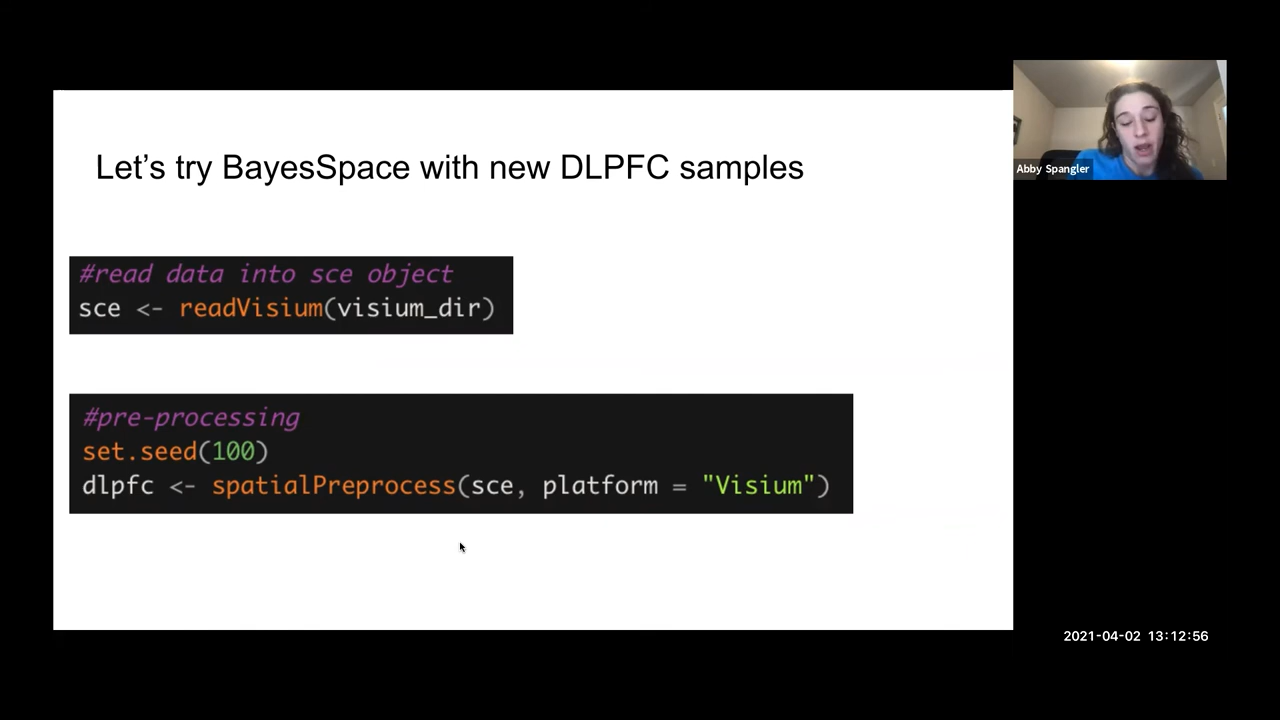 Let’s try BayesSpace with new DLPFC samples
#read data into sce object
sce <- readVisium(visium_dir)
#pre-processing
set.seed(100)
dlpfc <- spatialPreprocess(sce, platform = "Visium")
Abby Spangler
2021-04-02 13:12:56